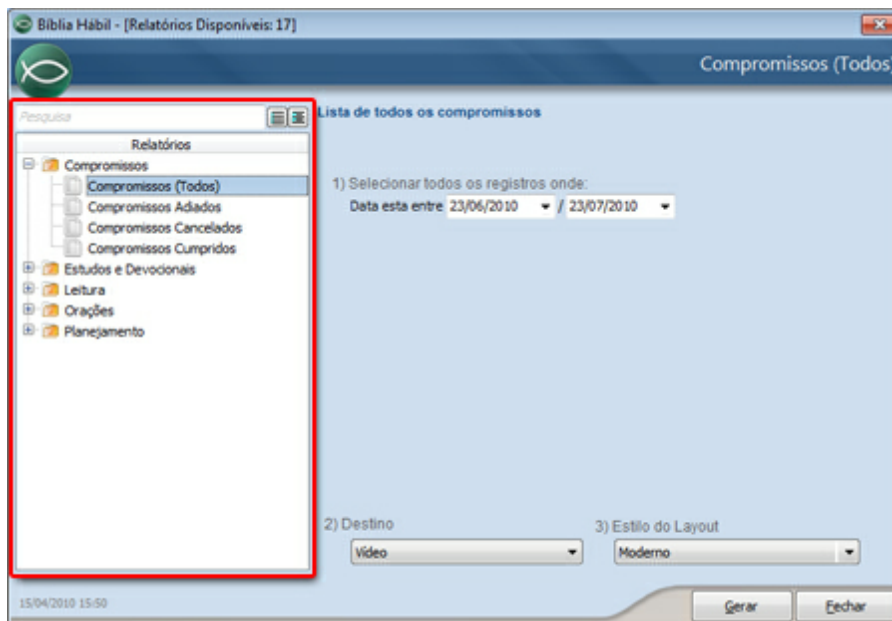 Bíblia Hábil - [Relatórios Disponíveis: 17]
Compromissos (Todos)
Pesquisa
Relatórios
Compromissos
Compromissos (Todos)
Compromissos Adiados
Compromissos Cancelados
Compromissos Cumpridos
Estudos e Devocionais
Leitura
Orações
Planejamento
Lista de todos os compromissos
1) Selecionar todos os registros onde:
Data esta entre 23/06/2010 / 23/07/2010
2) Destino
Vídeo
3) Estilo do Layout
Moderno
15/04/2010 15:50
Gerar
Fechar